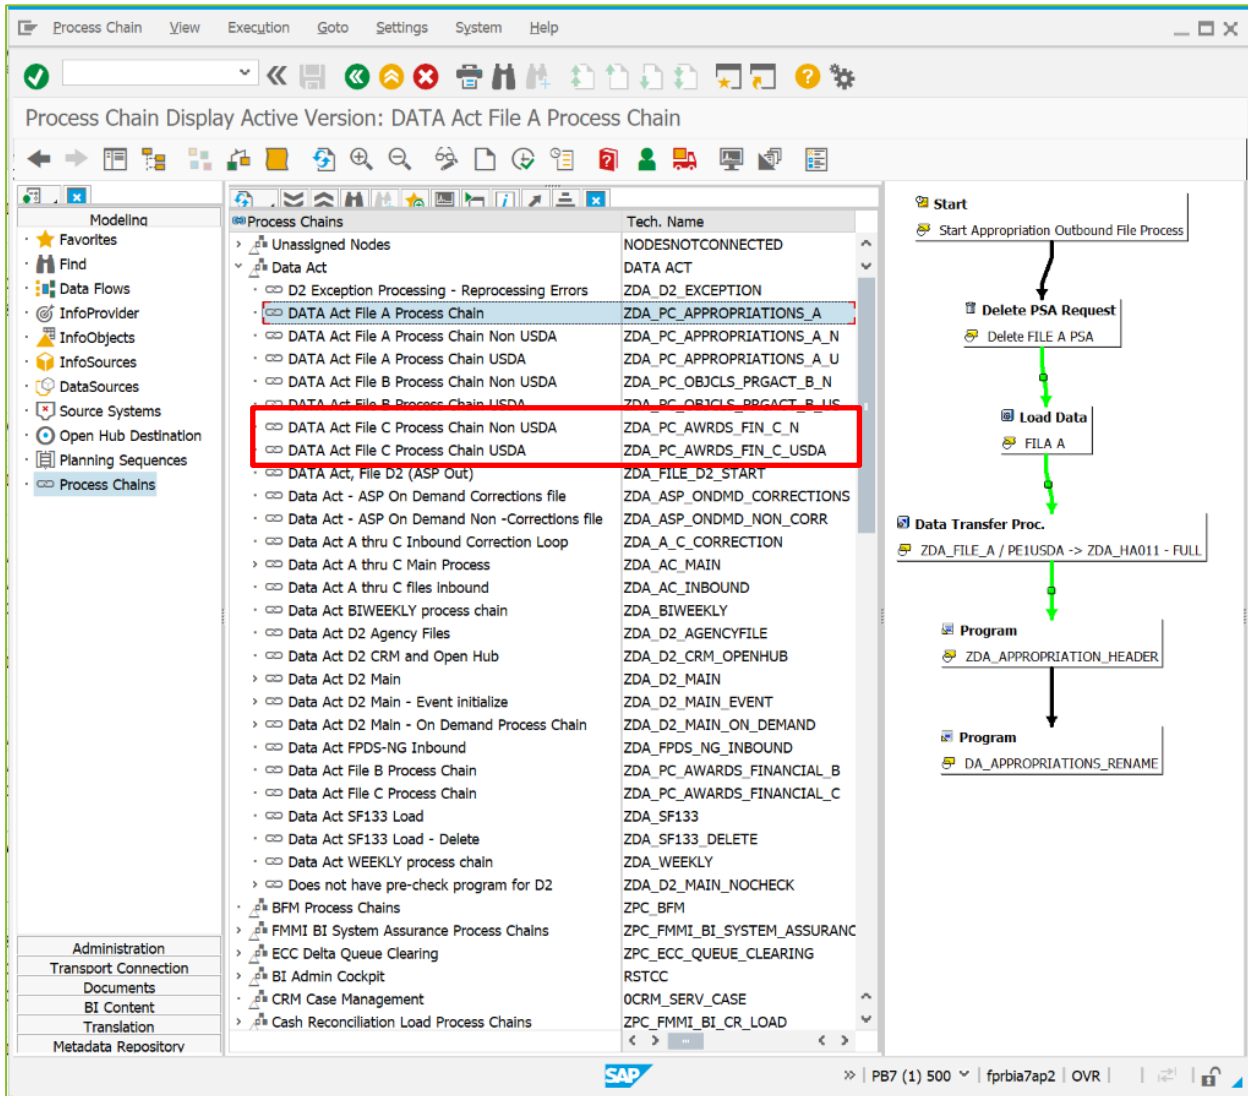 Process Chain View Execution Goto Settings System Help
Process Chain Display Active Version: DATA Act File A Process Chain
Modeling
Favorites
Find
Data Flows
InfoProvider
InfoObjects
InfoSources
DataSources
Source Systems
Open Hub Destination
Planning Sequences
Process Chains
Administration
Transport Connection
Documents
BI Content
Translation
Metadata Repository
Process Chains Tech. Name
Unassigned Nodes NODESNOTCONNECTED
Data Act DATA ACT
D2 Exception Processing - Reprocessing Errors ZDA_D2_EXCEPTION
DATA Act File A Process Chain ZDA_PC_APPROPRIATIONS_A
DATA Act File A Process Chain Non USDA ZDA_PC_APPROPRIATIONS_A_N
DATA Act File A Process Chain USDA ZDA_PC_APPROPRIATIONS_A_U
DATA Act File B Process Chain Non USDA ZDA_PC_OBJCLS_PRGACT_B_N
DATA Act File B Process Chain USDA ZDA_PC_OBJCLS_PRGACT_B_US
DATA Act File C Process Chain Non USDA ZDA_PC_AWRDS_FIN_C_N
DATA Act File C Process Chain USDA ZDA_PC_AWRDS_FIN_C_USDA
DATA Act, File D2 (ASP Out) ZDA_FILE_D2_START
Data Act - ASP On Demand Corrections file ZDA_ASP_ONDMD_CORRECTIONS
Data Act - ASP On Demand Non -Corrections file ZDA_ASP_ONDMD_NON_CORR
Data Act A thru C Inbound Correction Loop ZDA_A_C_CORRECTION
Data Act A thru C Main Process ZDA_AC_MAIN
Data Act A thru C files inbound ZDA_AC_INBOUND
Data Act BIWEEKLY process chain ZDA_BIWEEKLY
Data Act D2 Agency Files ZDA_D2_AGENCYFILE
Data Act D2 CRM and Open Hub ZDA_D2_CRM_OPENHUB
Data Act D2 Main ZDA_D2_MAIN
Data Act D2 Main - Event initialize ZDA_D2_MAIN_EVENT
Data Act D2 Main - On Demand Process Chain ZDA_D2_MAIN_ON_DEMAND
Data Act FPDS-NG Inbound ZDA_FPDS_NG_INBOUND
Data Act File B Process Chain ZDA_PC_AWARDS_FINANCIAL_B
Data Act File C Process Chain ZDA_PC_AWARDS_FINANCIAL_C
Data Act SF133 Load ZDA_SF133
Data Act SF133 Load - Delete ZDA_SF133_DELETE
Data Act WEEKLY process chain ZDA_WEEKLY
Does not have pre-check program for D2 ZDA_D2_MAIN_NOCHECK
BFM Process Chains ZPC_BFM
FMMI BI System Assurance Process Chains ZPC_FMMI_BI_SYSTEM_ASSURANC
ECC Delta Queue Clearing ZPC_ECC_QUEUE_CLEARING
BI Admin Cockpit RSTCC
CRM Case Management 0CRM_SERV_CASE
Cash Reconciliation Load Process Chains ZPC_FMMI_BI_CR_LOAD
Start
Start Appropriation Outbound File Process
Delete PSA Request
Delete FILE A PSA
Load Data
FILA A
Data Transfer Proc.
ZDA_FILE_A / PE1USDA -> ZDA_HA011 - FULL
Program
ZDA_APPROPRIATION_HEADER
Program
DA_APPROPRIATIONS_RENAME
SAP
PB7 (1) 500 fprbia7ap2 OVR